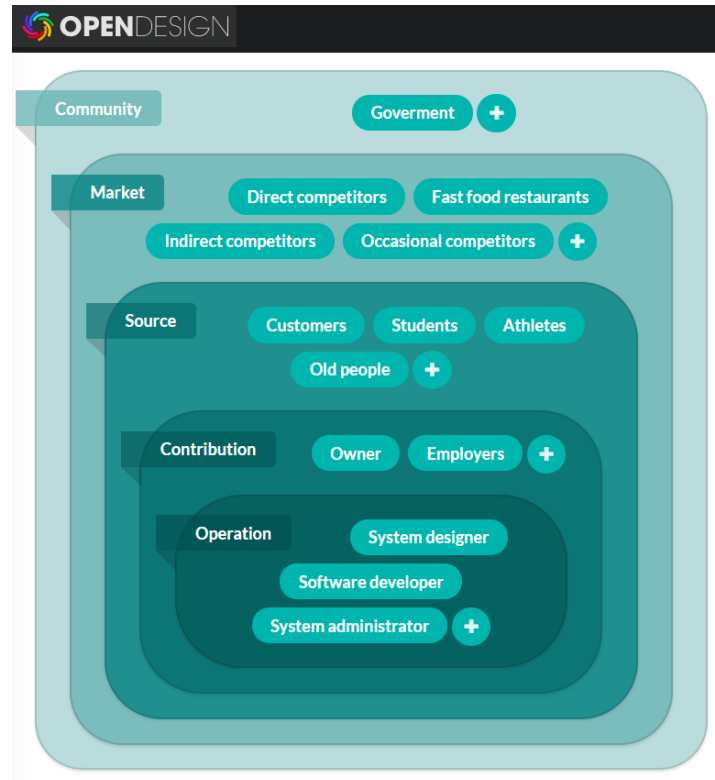 OPENDESIGN
Community
Goverment +
Market
Direct competitors Fast food restaurants
Indirect competitors Occasional competitors +
Source
Customers Students Athletes
Old people +
Contribution
Owner Employers +
Operation
System designer
Software developer
System administrator +